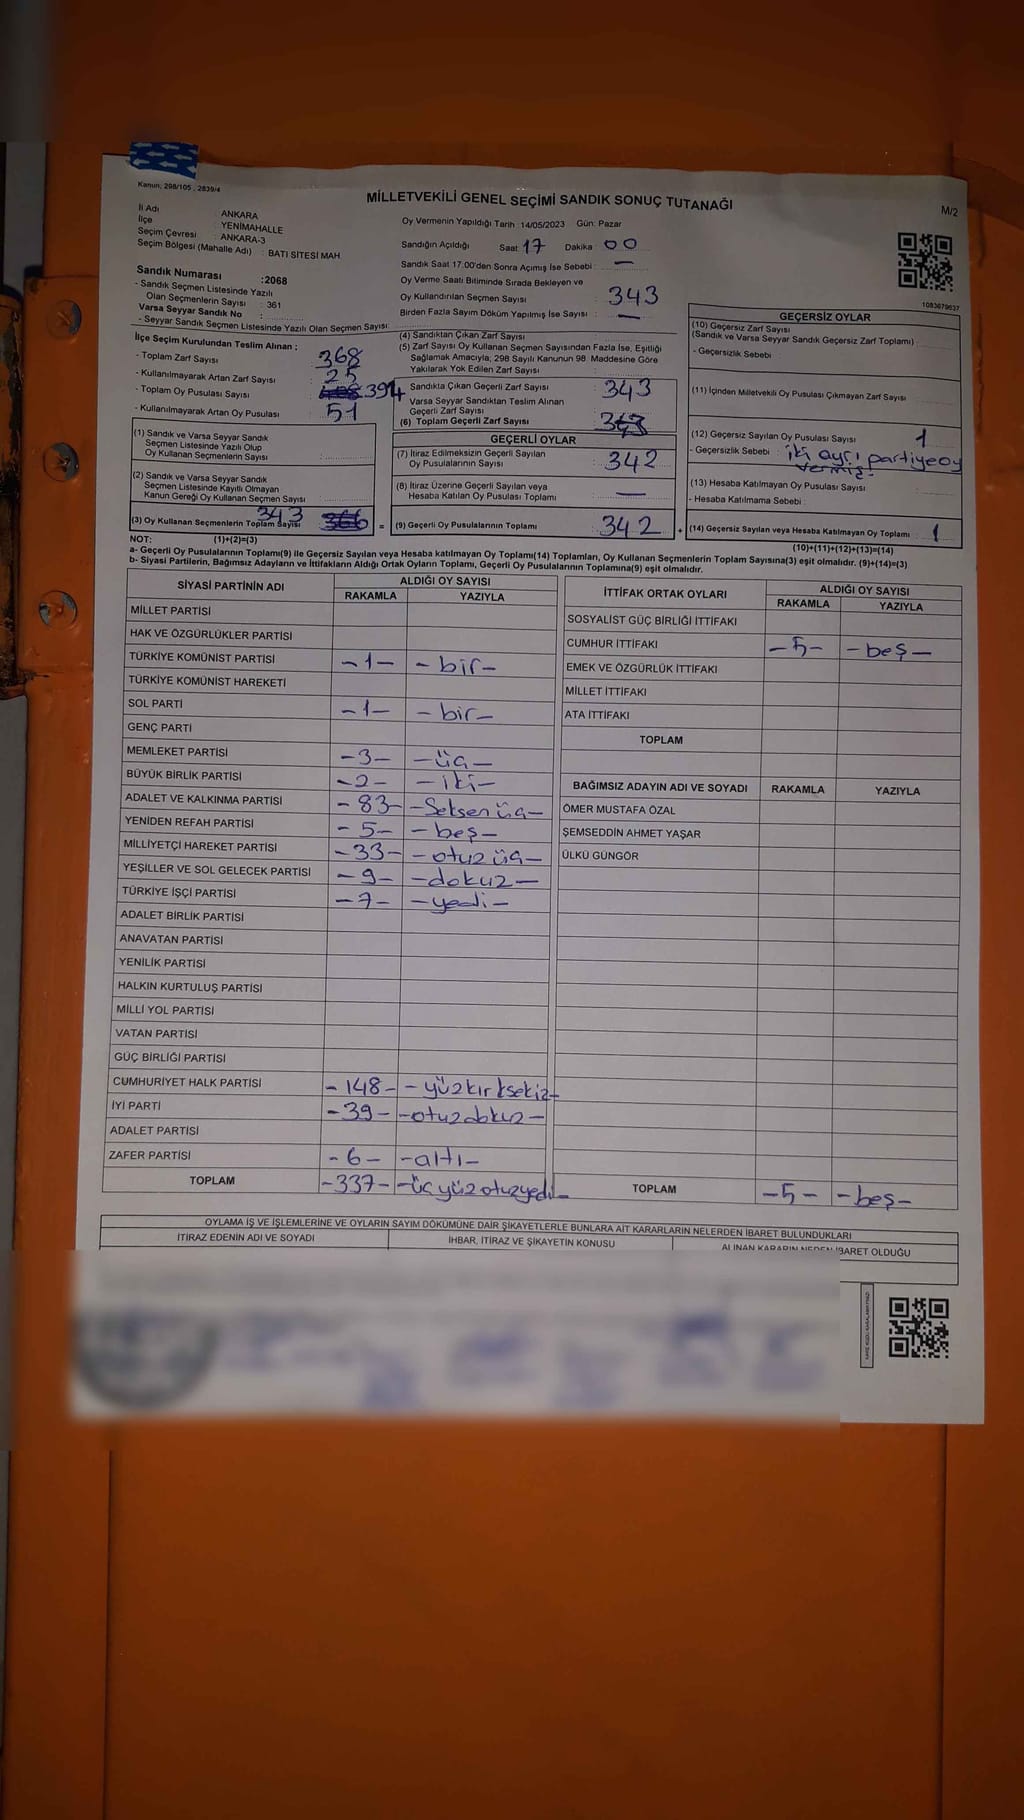 Kanun, 298/105 , 2839/4
MİLLETVEKİLİ GENEL SEÇİMİ SANDIK SONUÇ TUTANAĞI
M/2
İl Adı : ANKARA
İlçe : YENİMAHALLE
Seçim Çevresi : ANKARA-3
Seçim Bölgesi (Mahalle Adı) : BATI SİTESİ MAH
Sandık Numarası :2068
- Sandık Seçmen Listesinde Yazılı
Olan Seçmenlerin Sayısı : 361
Varsa Seyyar Sandık No :
- Seyyar Sandık Seçmen Listesinde Yazılı Olan Seçmen Sayısı:
Oy Vermenin Yapıldığı Tarih :14/05/2023 Gün: Pazar
Sandığın Açıldığı Saat 17 Dakika 00
Sandık Saat 17.00'den Sonra Açımış İse Sebebi : —
Oy Verme Saati Bitiminde Sırada Bekleyen ve
Oy Kullandırılan Seçmen Sayısı : 343
Birden Fazla Sayım Döküm Yapılmış İse Sayısı : —
1083679637
İlçe Seçim Kurulundan Teslim Alınan :
- Toplam Zarf Sayısı : 368
- Kullanılmayarak Artan Zarf Sayısı : 25
- Toplam Oy Pusulası Sayısı : 394
- Kullanılmayarak Artan Oy Pusulası : 51
(1) Sandık ve Varsa Seyyar Sandık
Seçmen Listesinde Yazılı Olup
Oy Kullanan Seçmenlerin Sayısı :
(2) Sandık ve Varsa Seyyar Sandık
Seçmen Listesinde Kayıtlı Olmayan
Kanun Gereği Oy Kullanan Seçmen Sayısı :
(3) Oy Kullanan Seçmenlerin Toplam Sayısı 343 =
(1)+(2)=(3)
(4) Sandıktan Çıkan Zarf Sayısı :
(5) Zarf Sayısı Oy Kullanan Seçmen Sayısından Fazla İse, Eşitliği
Sağlamak Amacıyla, 298 Sayılı Kanunun 98. Maddesine Göre
Yakılarak Yok Edilen Zarf Sayısı :
Sandıkta Çıkan Geçerli Zarf Sayısı : 343
Varsa Seyyar Sandıktan Teslim Alınan
Geçerli Zarf Sayısı :
(6) Toplam Geçerli Zarf Sayısı : 343
GEÇERLİ OYLAR
(7) İtiraz Edilmeksizin Geçerli Sayılan
Oy Pusulalarının Sayısı : 342
(8) İtiraz Üzerine Geçerli Sayılan veya
Hesaba Katılan Oy Pusulası Toplamı : —
(9) Geçerli Oy Pusulalarının Toplamı : 342 +
GEÇERSİZ OYLAR
(10) Geçersiz Zarf Sayısı
(Sandık ve Varsa Seyyar Sandık Geçersiz Zarf Toplamı):
- Geçersizlik Sebebi :
(11) İçinden Milletvekili Oy Pusulası Çıkmayan Zarf Sayısı :
(12) Geçersiz Sayılan Oy Pusulası Sayısı : 1
- Geçersizlik Sebebi : iki ayrı partiye oy
vermiş
(13) Hesaba Katılmayan Oy Pusulası Sayısı :
- Hesaba Katılmama Sebebi :
(14) Geçersiz Sayılan veya Hesaba Katılmayan Oy Toplamı : 1
(10)+(11)+(12)+(13)=(14)
NOT:
a- Geçerli Oy Pusulalarının Toplamı(9) ile Geçersiz Sayılan veya Hesaba katılmayan Oy Toplamı(14) Toplamları, Oy Kullanan Seçmenlerin Toplam Sayısına(3) eşit olmalıdır. (9)+(14)=(3)
b- Siyasi Partilerin, Bağımsız Adayların ve İttifakların Aldığı Oyların Ortak Oyların Toplamı, Geçerli Oy Pusulalarının Toplamına(9) eşit olmalıdır.
SİYASİ PARTİNİN ADI ALDIĞI OY SAYISI
RAKAMLA YAZIYLA
MİLLET PARTİSİ
HAK VE ÖZGÜRLÜKLER PARTİSİ
TÜRKİYE KOMÜNİST PARTİSİ -1- -bir-
TÜRKİYE KOMÜNİST HAREKETİ
SOL PARTİ -1- -bir-
GENÇ PARTİ
MEMLEKET PARTİSİ -3- -üç-
BÜYÜK BİRLİK PARTİSİ -2- -iki-
ADALET VE KALKINMA PARTİSİ -83- -Seksen üç-
YENİDEN REFAH PARTİSİ -5- -beş-
MİLLİYETÇİ HAREKET PARTİSİ -33- -otuz üç-
YEŞİLLER VE SOL GELECEK PARTİSİ -9- -dokuz-
TÜRKİYE İŞÇİ PARTİSİ -7- -yedi-
ADALET BİRLİK PARTİSİ
ANAVATAN PARTİSİ
YENİLİK PARTİSİ
HALKIN KURTULUŞ PARTİSİ
MİLLİ YOL PARTİSİ
VATAN PARTİSİ
GÜÇ BİRLİĞİ PARTİSİ
CUMHURİYET HALK PARTİSİ -148- -yüzkırksekiz-
İYİ PARTİ -39- -otuzdokuz-
ADALET PARTİSİ
ZAFER PARTİSİ -6- -altı-
TOPLAM -337- -üçyüzotuzyedi-
İTTİFAK ORTAK OYLARI ALDIĞI OY SAYISI
RAKAMLA YAZIYLA
SOSYALİST GÜÇ BİRLİĞİ İTTİFAKI
CUMHUR İTTİFAKI -5- -beş-
EMEK VE ÖZGÜRLÜK İTTİFAKI
MİLLET İTTİFAKI
ATA İTTİFAKI
TOPLAM
BAĞIMSIZ ADAYIN ADI VE SOYADI RAKAMLA YAZIYLA
ÖMER MUSTAFA ÖZAL
ŞEMSEDDİN AHMET YAŞAR
ÜLKÜ GÜNGÖR
TOPLAM -5- -beş-
OYLAMA İŞ VE İŞLEMLERİNE VE OYLARIN SAYIM DÖKÜMÜNE DAİR ŞİKAYETLERLE BUNLARA AİT KARARLARIN NELERDEN İBARET BULUNDUKLARI
İTİRAZ EDENİN ADI VE SOYADI İHBAR, İTİRAZ VE ŞİKAYETİN KONUSU ALINAN KARARIN NEDEN İBARET OLDUĞU